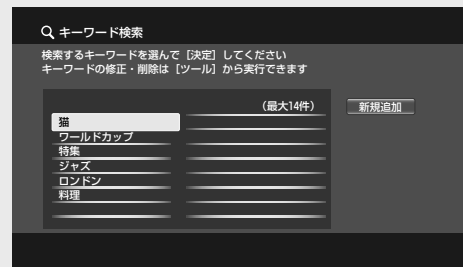 キーワード検索
検索するキーワードを選んで［決定］してください
キーワードの修正・削除は［ツール］から実行できます
（最大14件）
新規追加
猫
ワールドカップ
特集
ジャズ
ロンドン
料理